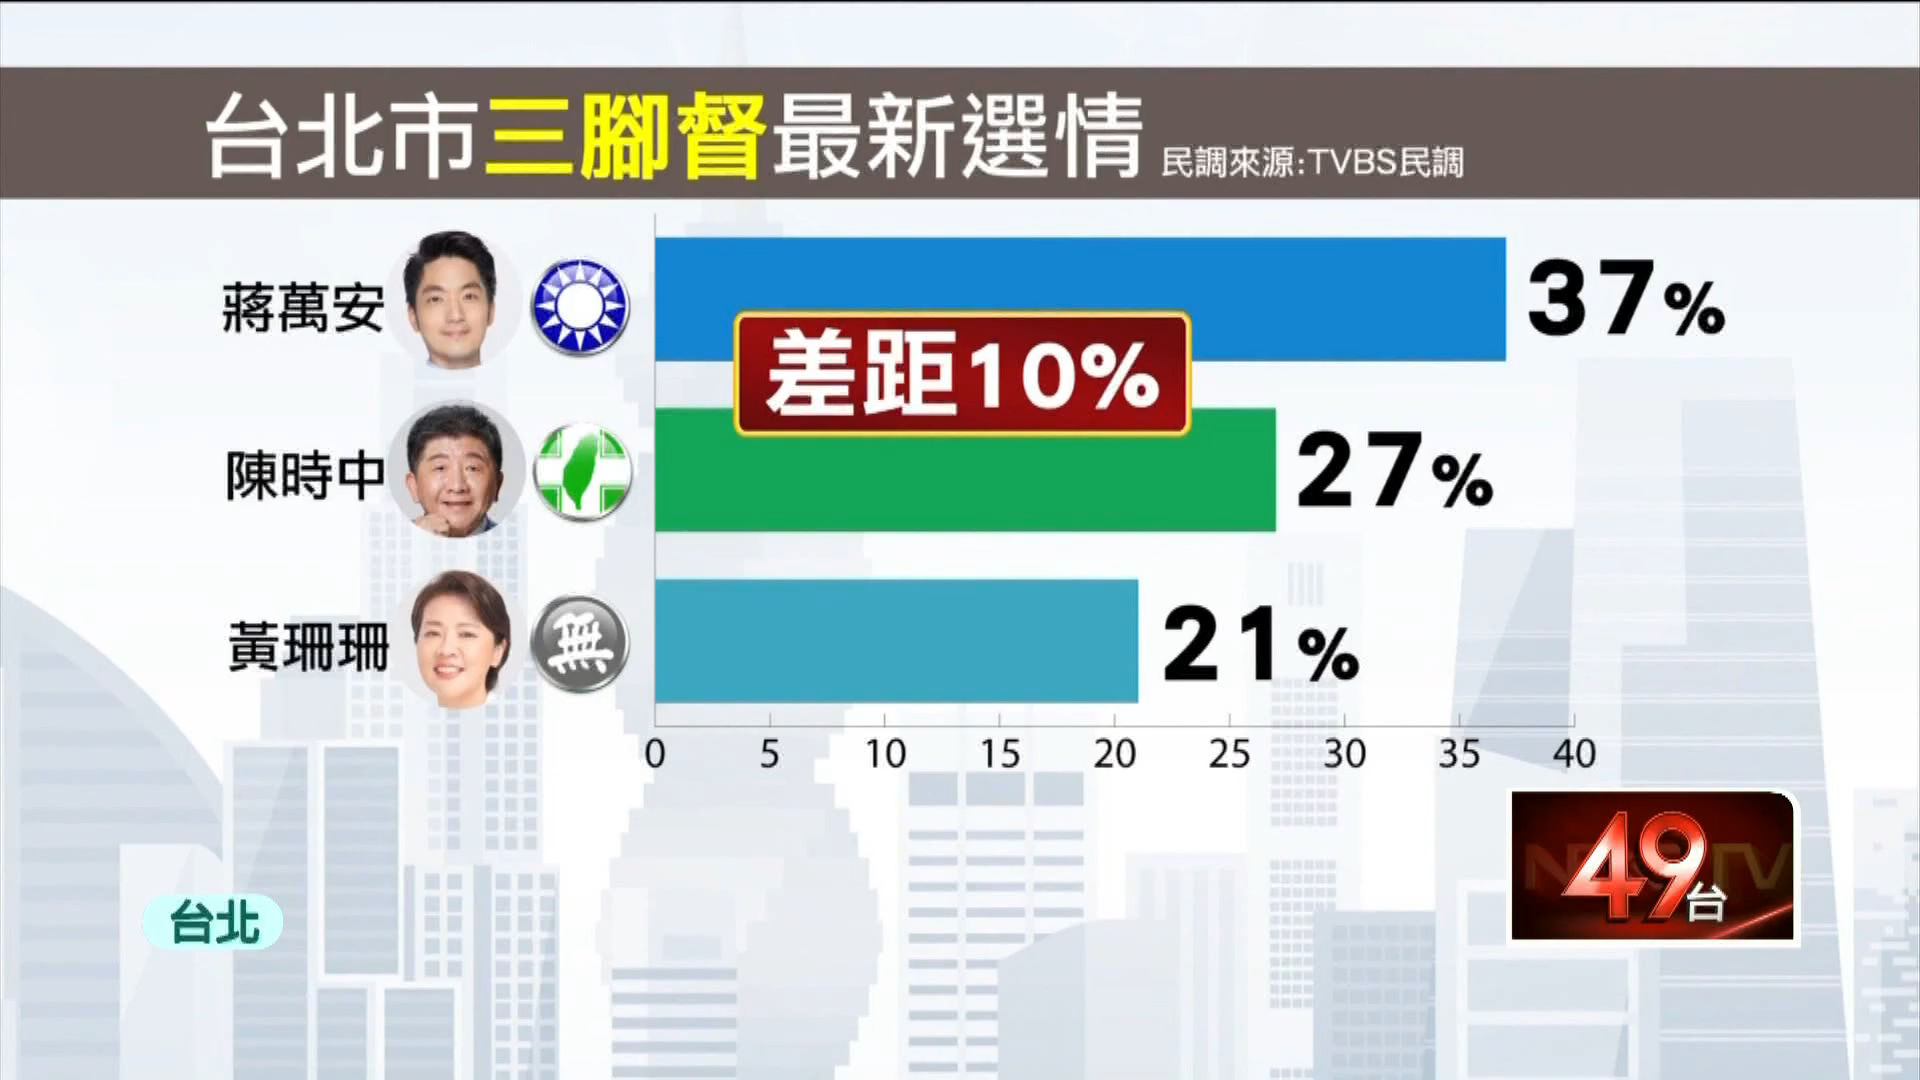 台北市三腳督最新選情 民調來源:TVBS民調
蔣萬安 37%
差距10%
陳時中 27%
黃珊珊 無 21%
0 5 10 15 20 25 30 35 40
49台
台北